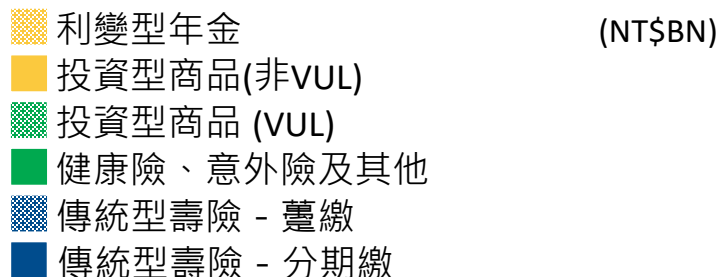 利變型年金 (NT$BN)
投資型商品(非VUL)
投資型商品 (VUL)
健康險、意外險及其他
傳統型壽險 - 躉繳
傳統型壽險 - 分期繳